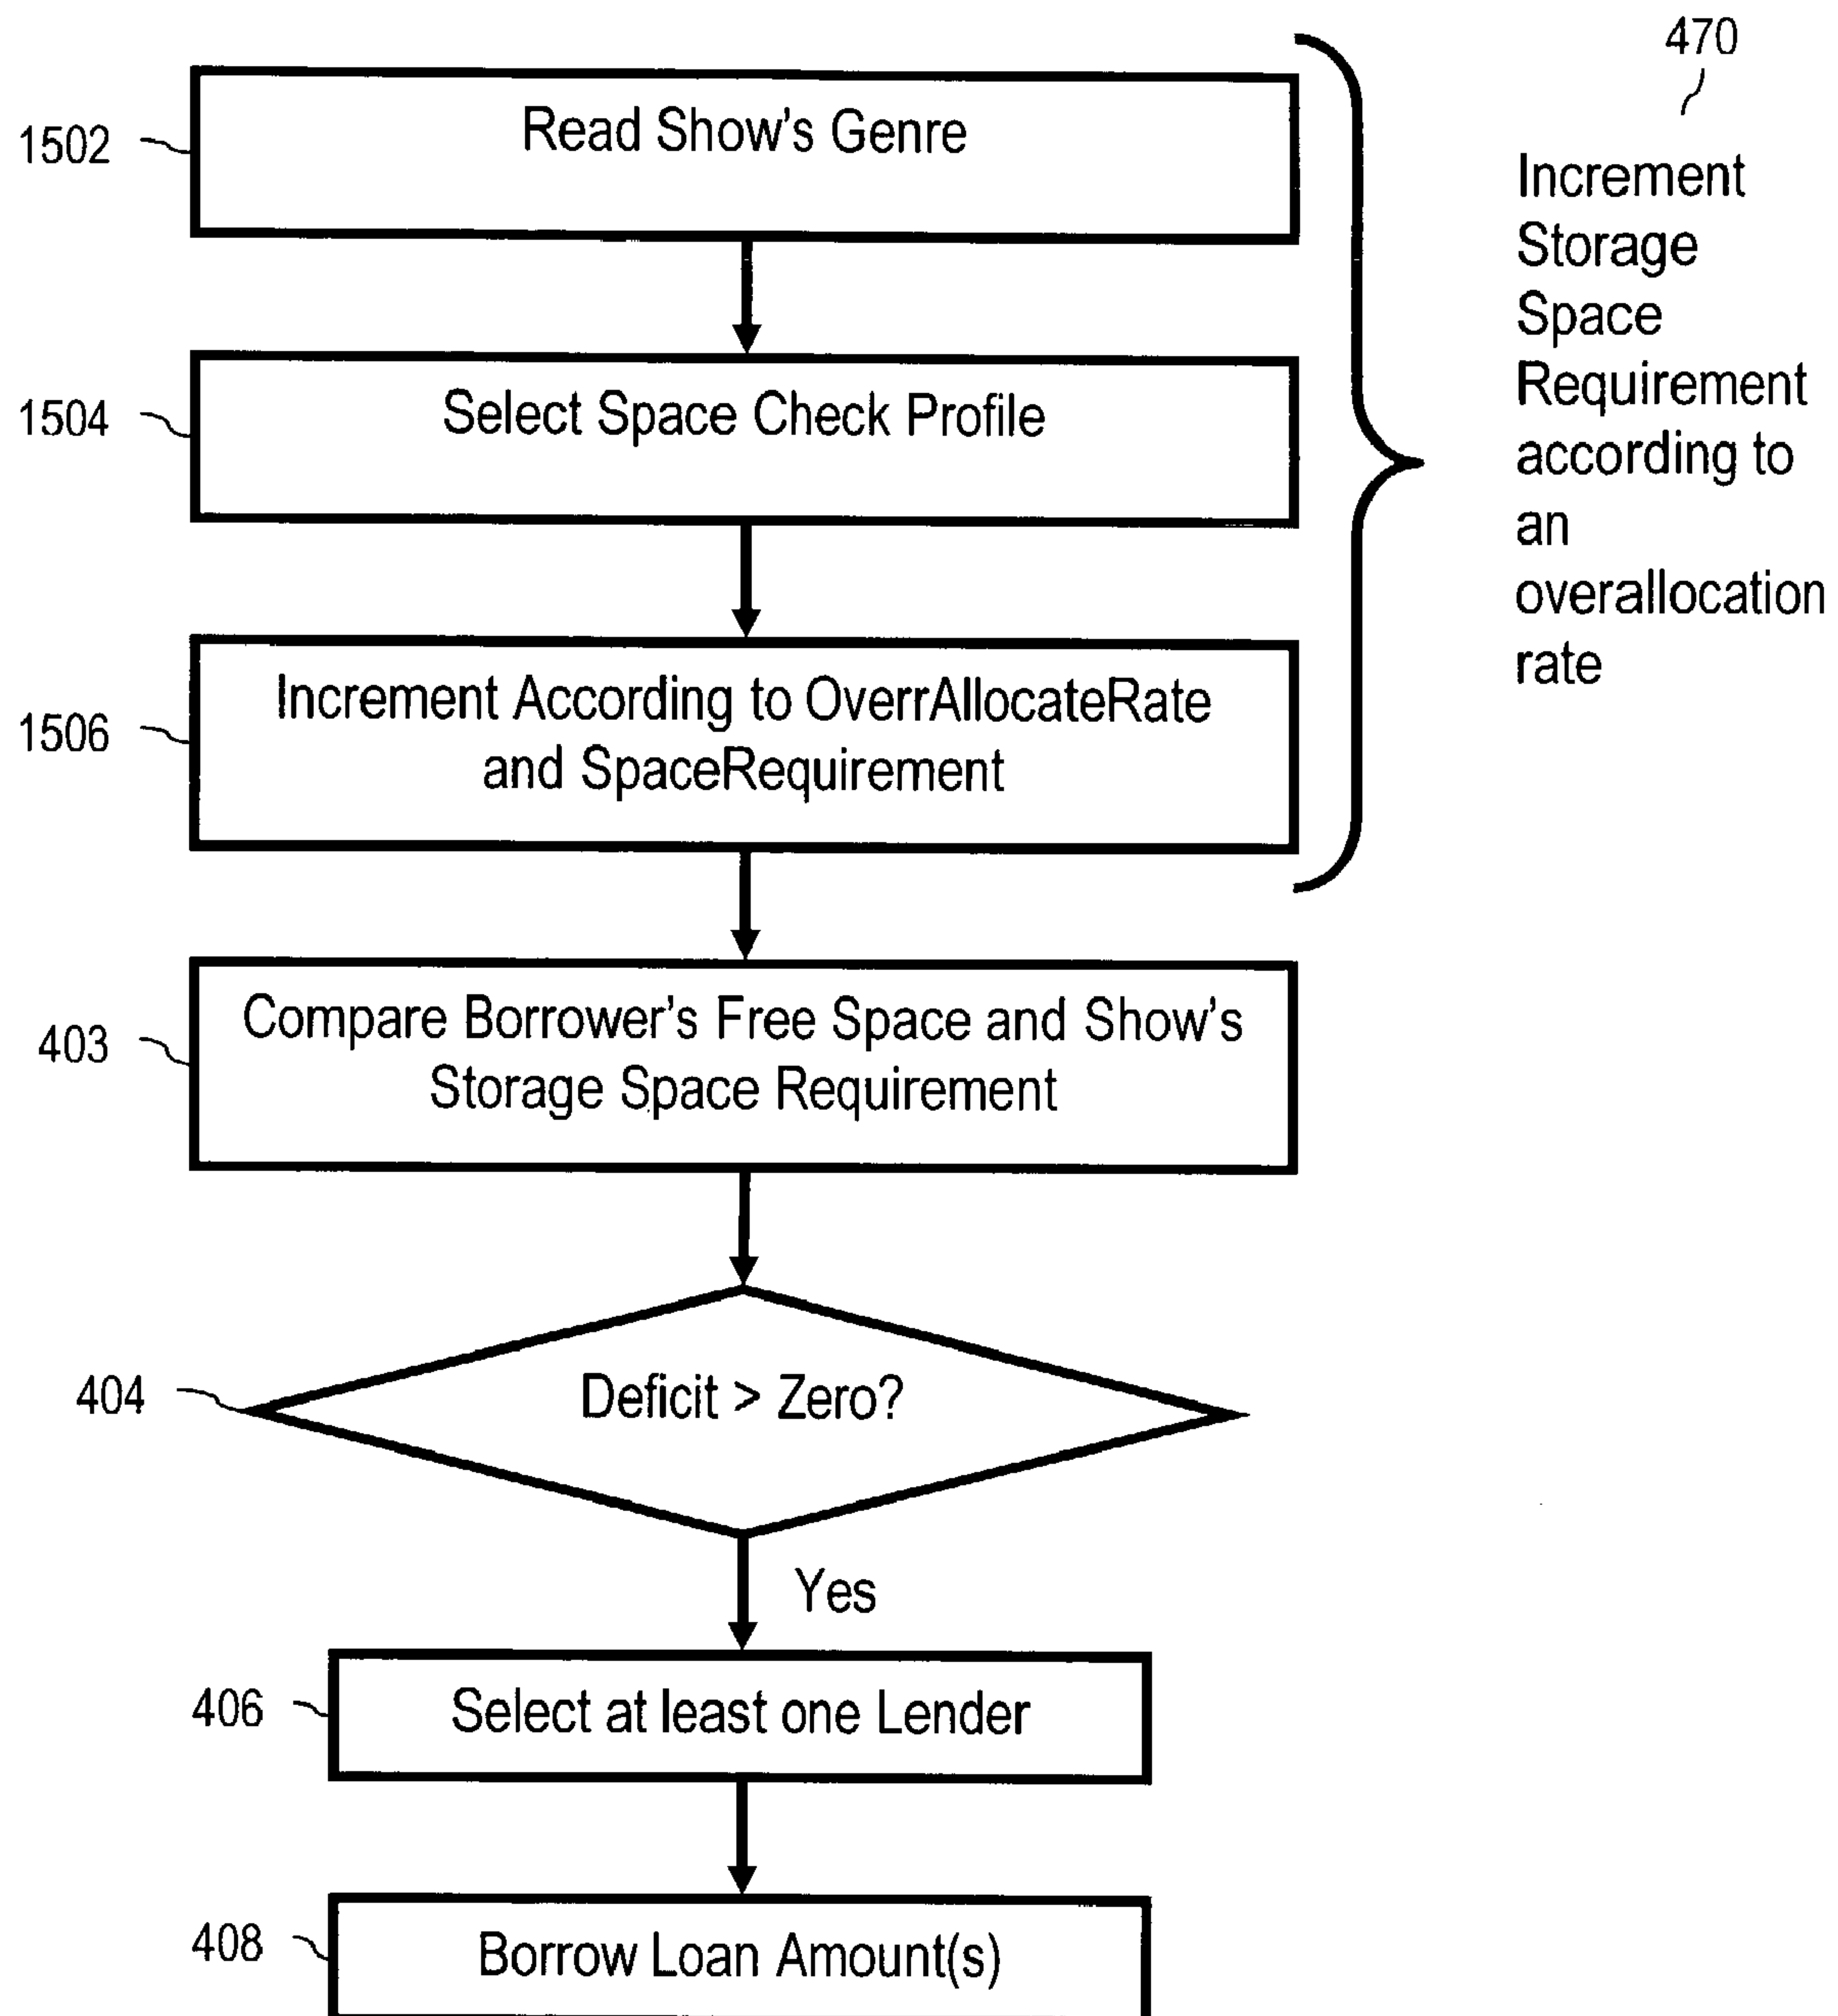 470
1502
Read Show's Genre
1504
Select Space Check Profile
1506
Increment According to OverrAllocateRate
and SpaceRequirement
Increment
Storage
Space
Requirement
according to
an
overallocation
rate
403
Compare Borrower's Free Space and Show's
Storage Space Requirement
404
Deficit > Zero?
Yes
406
Select at least one Lender
408
Borrow Loan Amount(s)